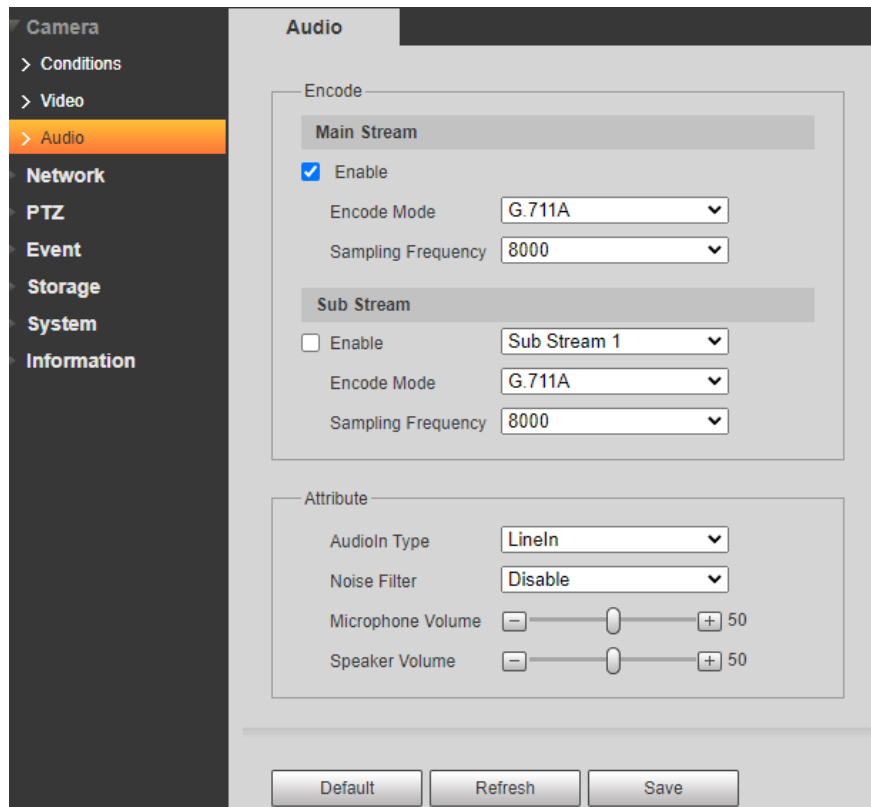 Camera
Conditions
Video
Audio
Network
PTZ
Event
Storage
System
Information
Audio
Encode
Main Stream
Enable
Encode Mode G.711A
Sampling Frequency 8000
Sub Stream
Enable Sub Stream 1
Encode Mode G.711A
Sampling Frequency 8000
Attribute
AudioIn Type LineIn
Noise Filter Disable
Microphone Volume 50
Speaker Volume 50
Default Refresh Save